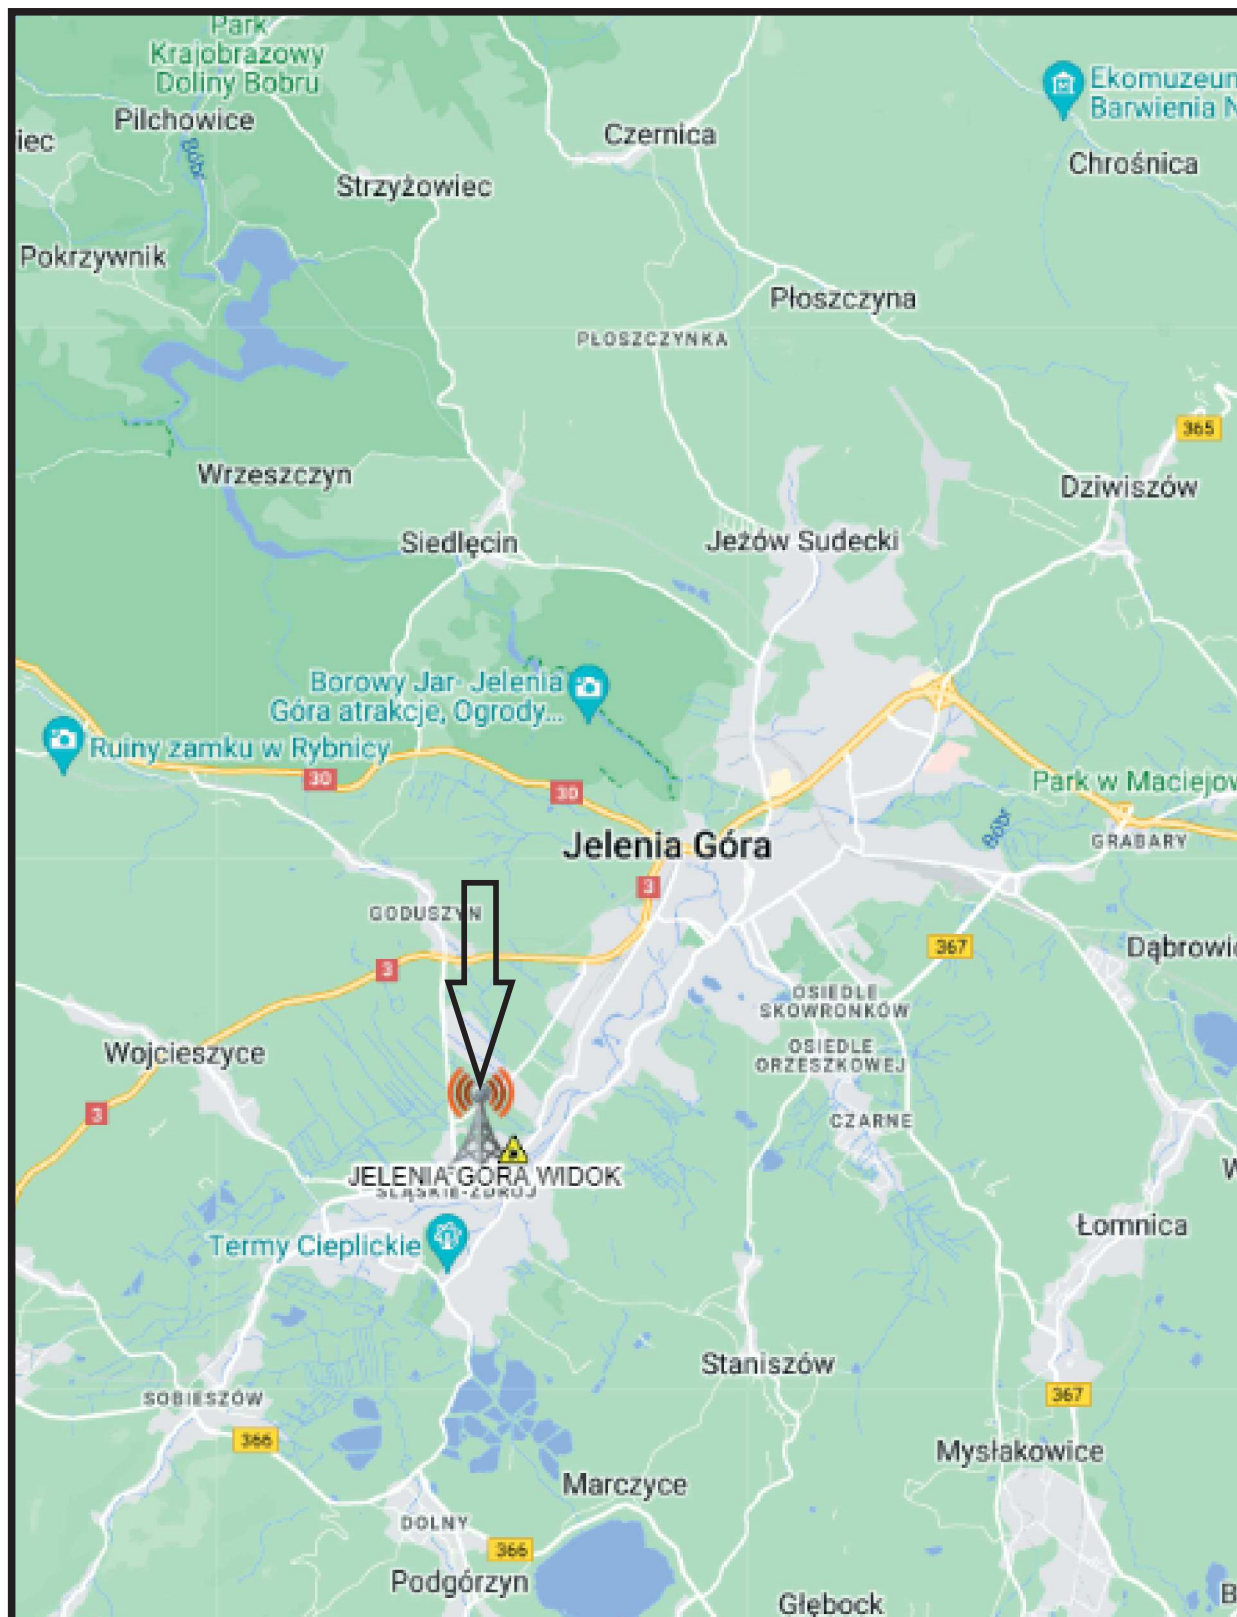 Park
Krajobrazowy
Doliny Bobru
Pilchowice
Bóbr
iec
Czernica
Ekomuzeum
Barwienia N
Chrośnica
Strzyżowiec
Pokrzywnik
Płoszczyna
PŁOSZCZYNKA
365
Wrzeszczyn
Dziwiszów
Siedlęcin
Jeżów Sudecki
Borowy Jar-Jelenia
Góra atrakcje, Ogrody...
Ruiny zamku w Rybnicy
30
30
Park w Maciejow
Bóbr
Jelenia Góra
GRABARY
3
GODUSZYN
367
Dąbrowi
3
OSIEDLE
SKOWRONKÓW
Wojcieszyce
OSIEDLE
ORZESZKOWEJ
3
CZARNE
JELENIA GÓRA WIDOK
ŚLĄSKIE-ZDRÓJ
W
Łomnica
Termy Cieplickie
Staniszów
SOBIESZÓW
367
366
Mysłakowice
Marczyce
DOLNY
366
Podgórzyn
Głębock
B